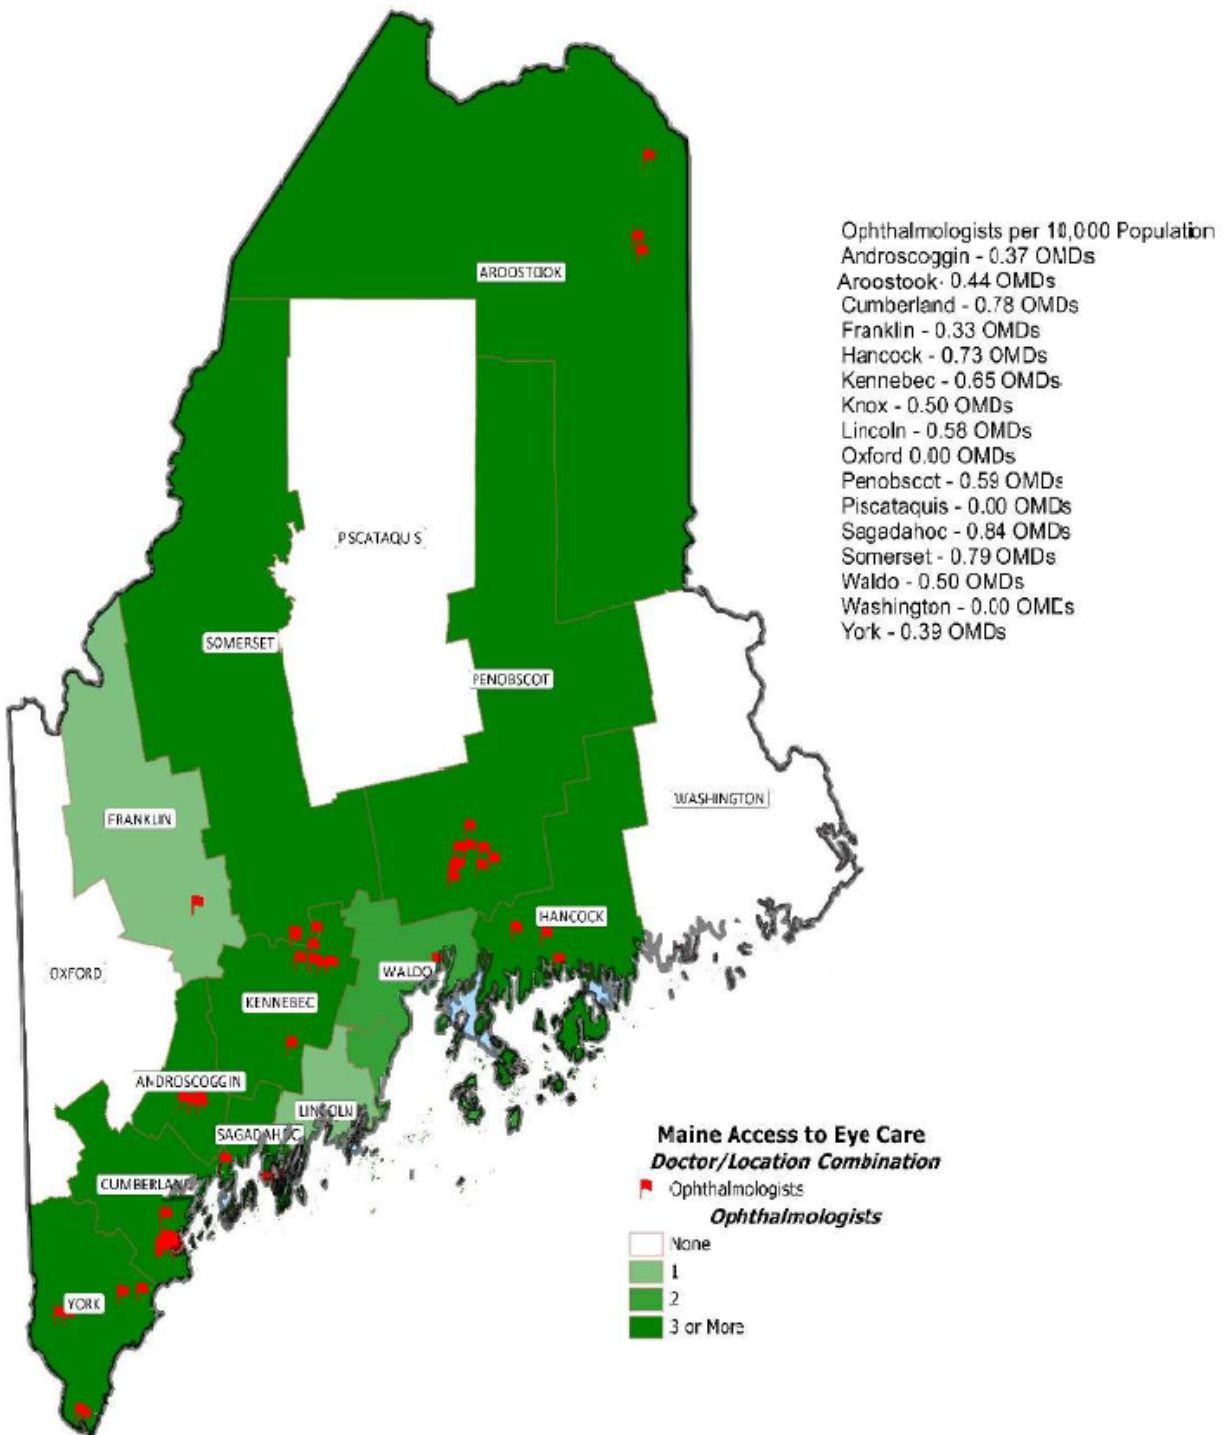 Ophthalmologists per 10,000 Population
Androscoggin - 0.37 OMDs
Aroostook- 0.44 OMDs
Cumberland - 0.78 OMDs
Franklin - 0.33 OMDs
Hancock - 0.73 OMDs
Kennebec - 0.65 OMDs
Knox - 0.50 OMDs
Lincoln - 0.58 OMDs
Oxford 0.00 OMDs
Penobscot - 0.59 OMDs
Piscataquis - 0.00 OMDs
Sagadahoc - 0.84 OMDs
Somerset - 0.79 OMDs
Waldo - 0.50 OMDs
Washington - 0.00 OMDs
York - 0.39 OMDs
AROOSTOOK
PISCATAQUIS
SOMERSET
PENOBSCOT
WASHINGTON
FRANKLIN
HANCOCK
OXFORD
WALDO
KENNEBEC
ANDROSCOGGIN
LINCOLN
SAGADAHOC
CUMBERLAND
YORK
Maine Access to Eye Care
Doctor/Location Combination
Ophthalmologists
Ophthalmologists
None
1
2
3 or More